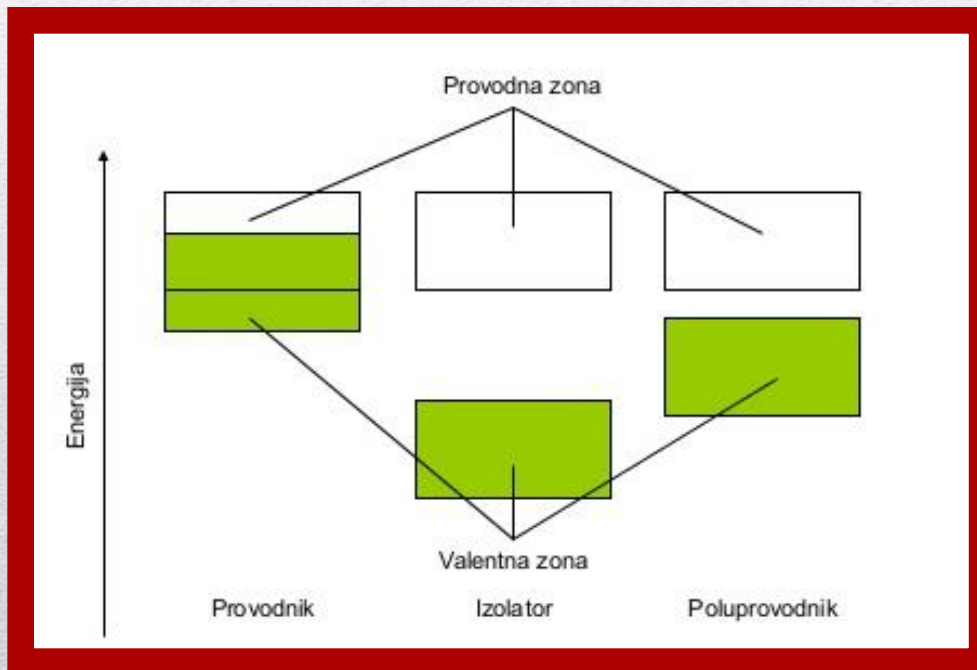 Provodna zona
Energija
Valentna zona
Provodnik
Izolator
Poluprovodnik